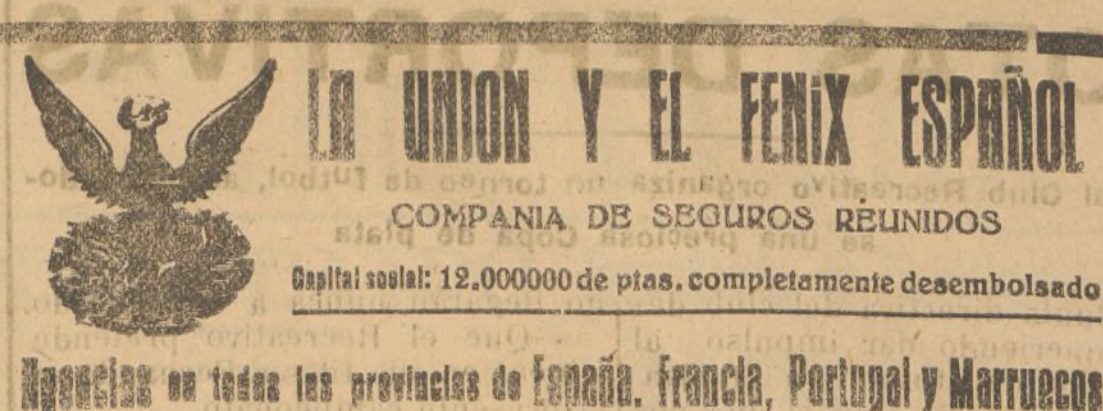 LA UNION Y EL FENIX ESPAÑOL
COMPANIA DE SEGUROS REUNIDOS
Capital sosial: 12.000000 de ptas. completamente desembolsado
Agencias en todas las provincias de España, Francia, Portugal y Marruecos